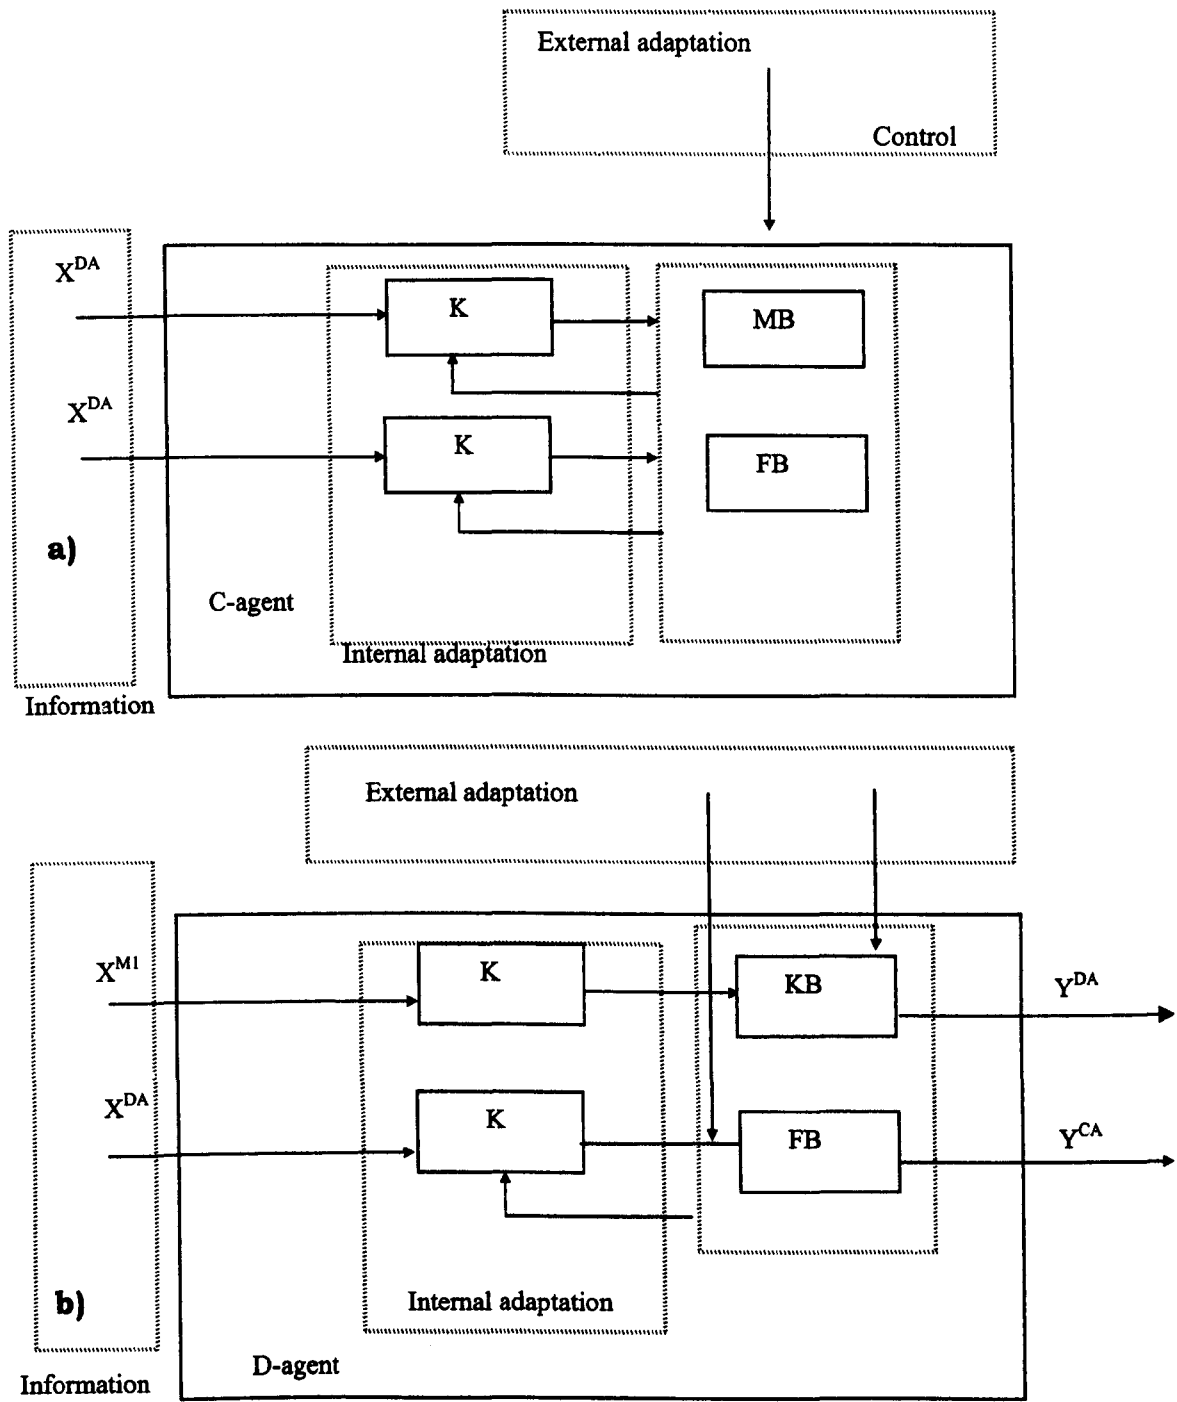 External adaptation
Control
X^DA
K
MB
X^DA
K
FB
a)
C-agent
Internal adaptation
Information
External adaptation
X^M1
K
KB
Y^DA
X^DA
K
FB
Y^CA
b)
Internal adaptation
D-agent
Information